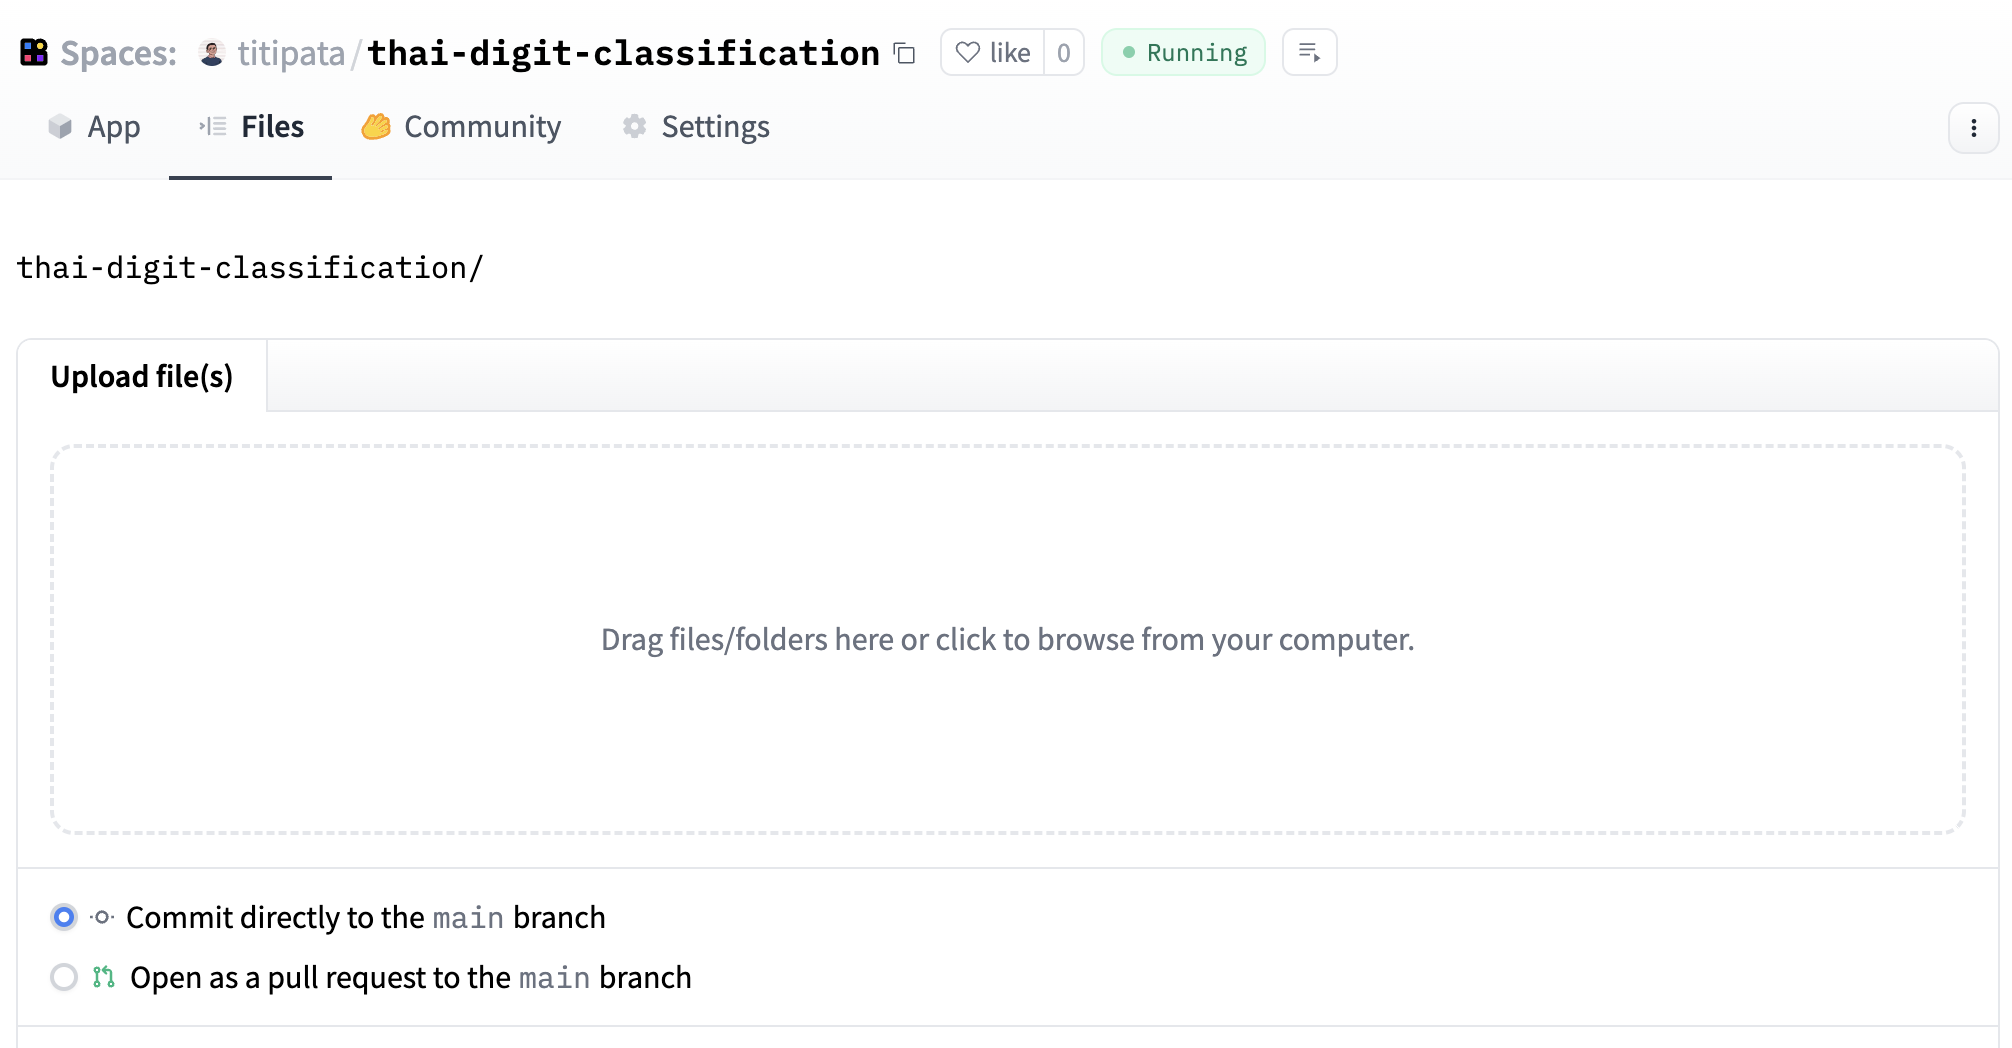 Spaces: titipata/thai-digit-classification like 0 Running
App Files Community Settings
thai-digit-classification/
Upload file(s)
Drag files/folders here or click to browse from your computer.
Commit directly to the main branch
Open as a pull request to the main branch